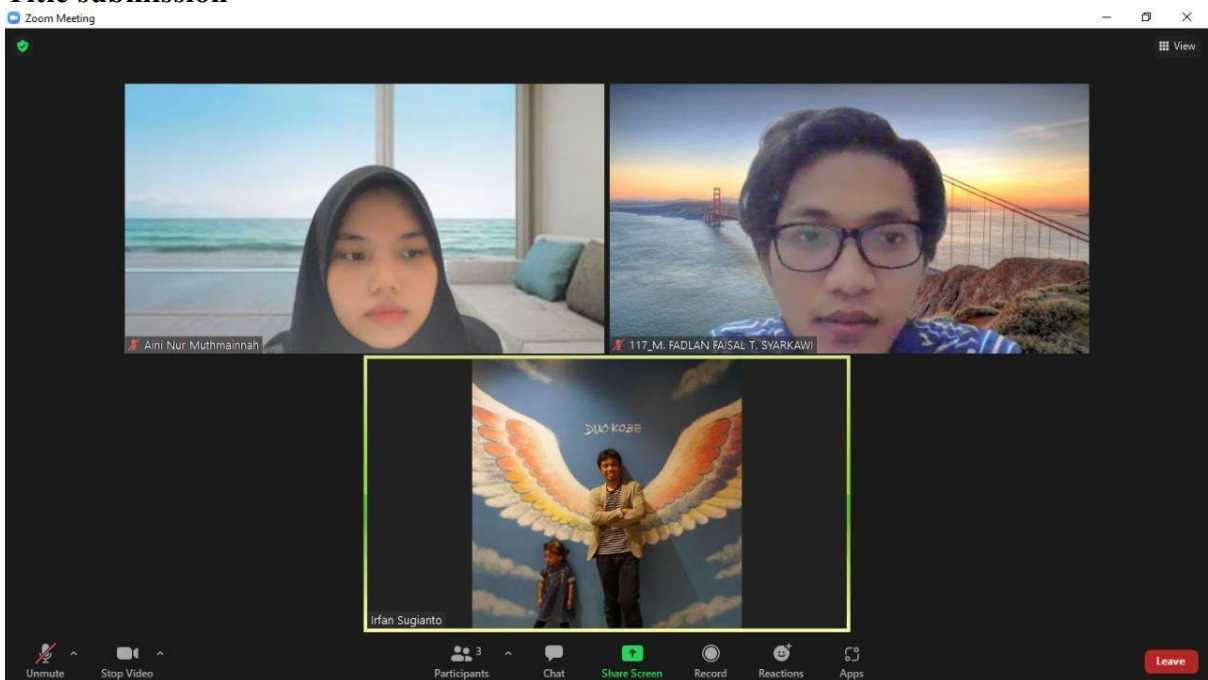 Title submission
Zoom Meeting
View
Aini Nur Muthmainnah
117_M. FADLAN FAISAL T. SYARKAWI
DUO KOBE
Irfan Sugianto
Unmute
Stop Video
3
Participants
Chat
Share Screen
Record
Reactions
Apps
Leave